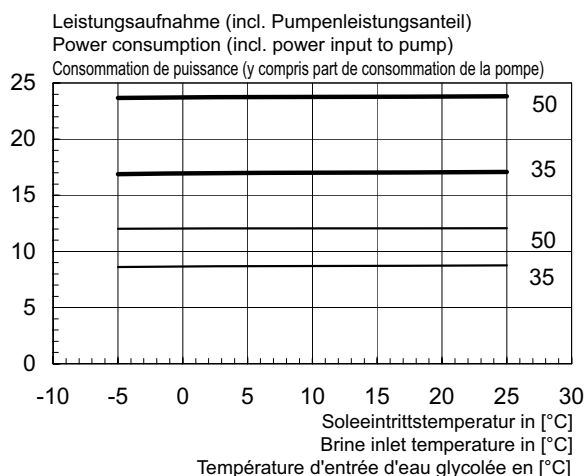 Leistungsaufnahme (incl. Pumpenleistungsanteil)
Power consumption (incl. power input to pump)
Consommation de puissance (y compris part de consommation de la pompe)
25
50
20
35
15
10
50
35
5
0
-10 -5 0 5 10 15 20 25 30
Soleeintrittstemperatur in [°C]
Brine inlet temperature in [°C]
Température d'entrée d'eau glycolée en [°C]